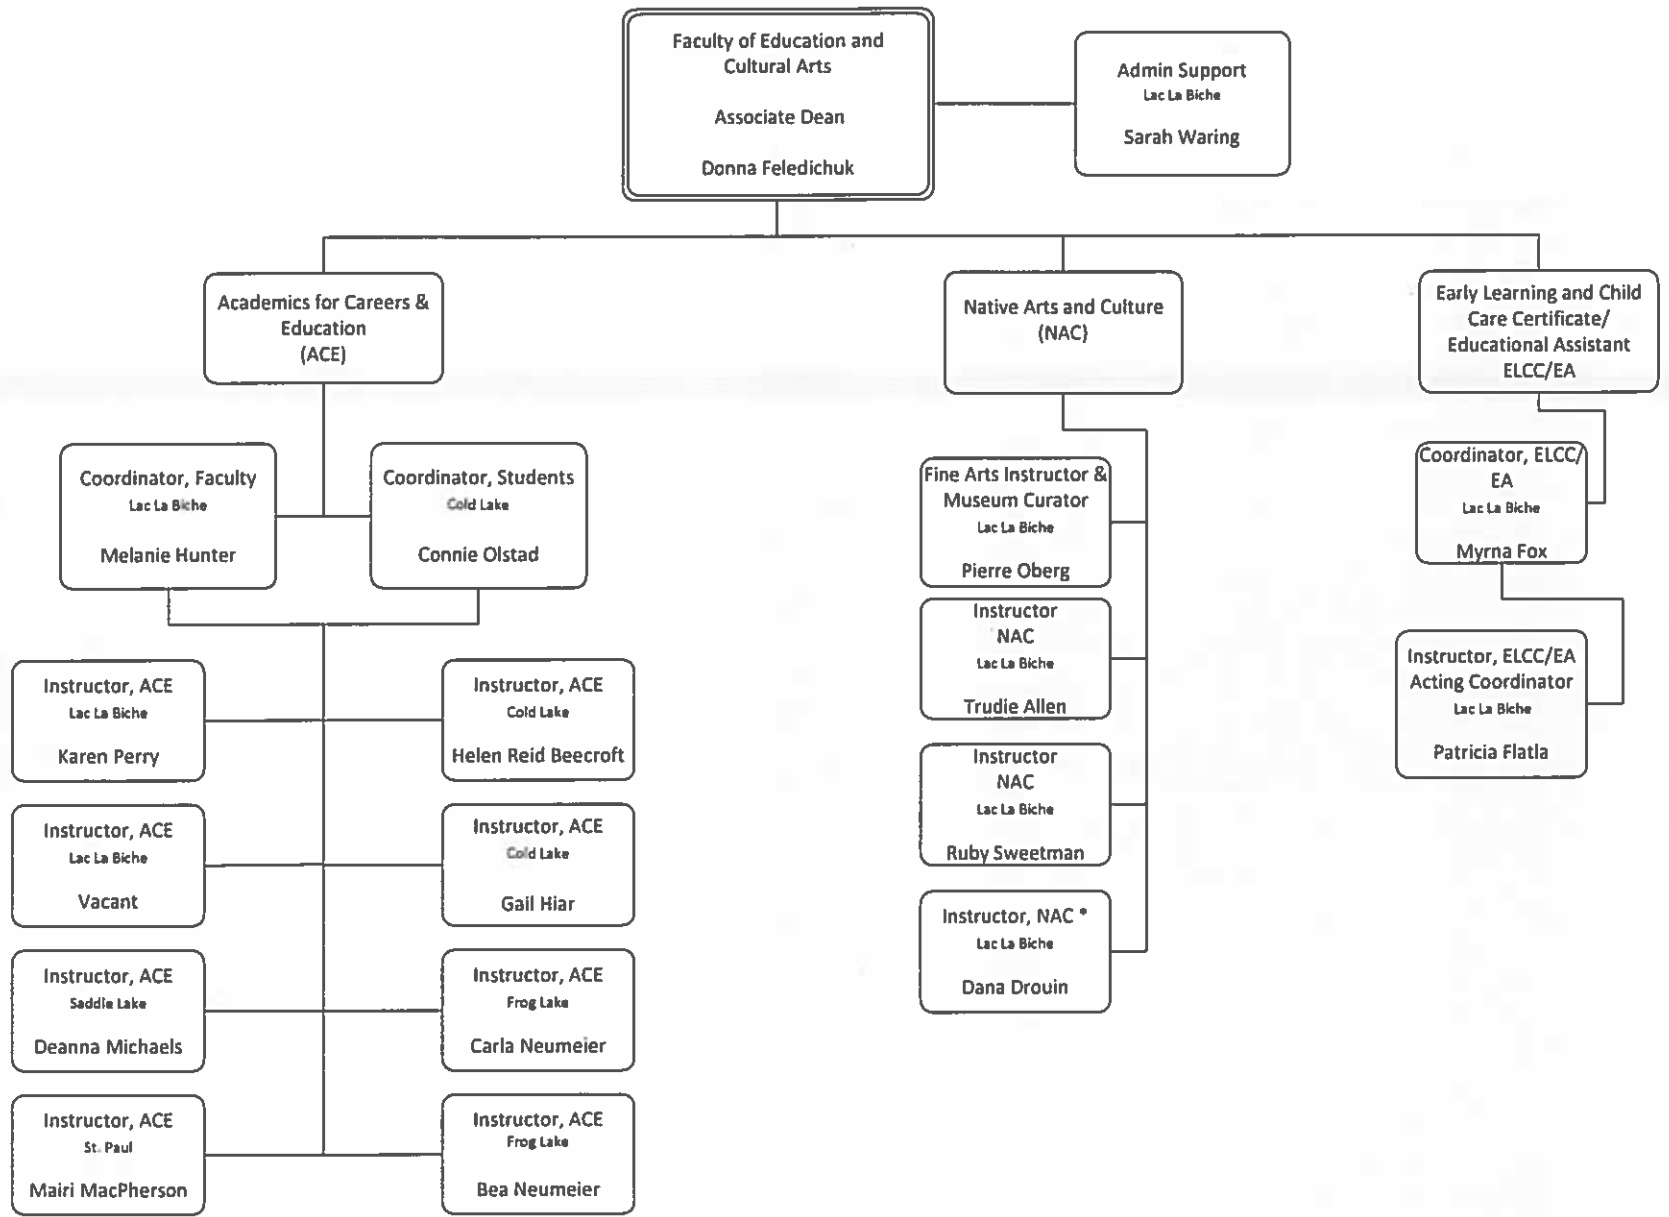 Faculty of Education and
Cultural Arts
Associate Dean
Donna Feledichuk
Admin Support
Lac La Biche
Sarah Waring
Academics for Careers &
Education
(ACE)
Native Arts and Culture
(NAC)
Early Learning and Child
Care Certificate/
Educational Assistant
ELCC/EA
Coordinator, Faculty
Lac La Biche
Melanie Hunter
Coordinator, Students
Cold Lake
Connie Olstad
Instructor, ACE
Lac La Biche
Karen Perry
Instructor, ACE
Cold Lake
Helen Reid Beecroft
Instructor, ACE
Lac La Biche
Vacant
Instructor, ACE
Cold Lake
Gail Hiar
Instructor, ACE
Saddle Lake
Deanna Michaels
Instructor, ACE
Frog Lake
Carla Neumeier
Instructor, ACE
St. Paul
Mairi MacPherson
Instructor, ACE
Frog Lake
Bea Neumeier
Fine Arts Instructor &
Museum Curator
Lac La Biche
Pierre Oberg
Instructor
NAC
Lac La Biche
Trudie Allen
Instructor
NAC
Lac La Biche
Ruby Sweetman
Instructor, NAC *
Lac La Biche
Dana Drouin
Coordinator, ELCC/
EA
Lac La Biche
Myrna Fox
Instructor, ELCC/EA
Acting Coordinator
Lac La Biche
Patricia Flatla